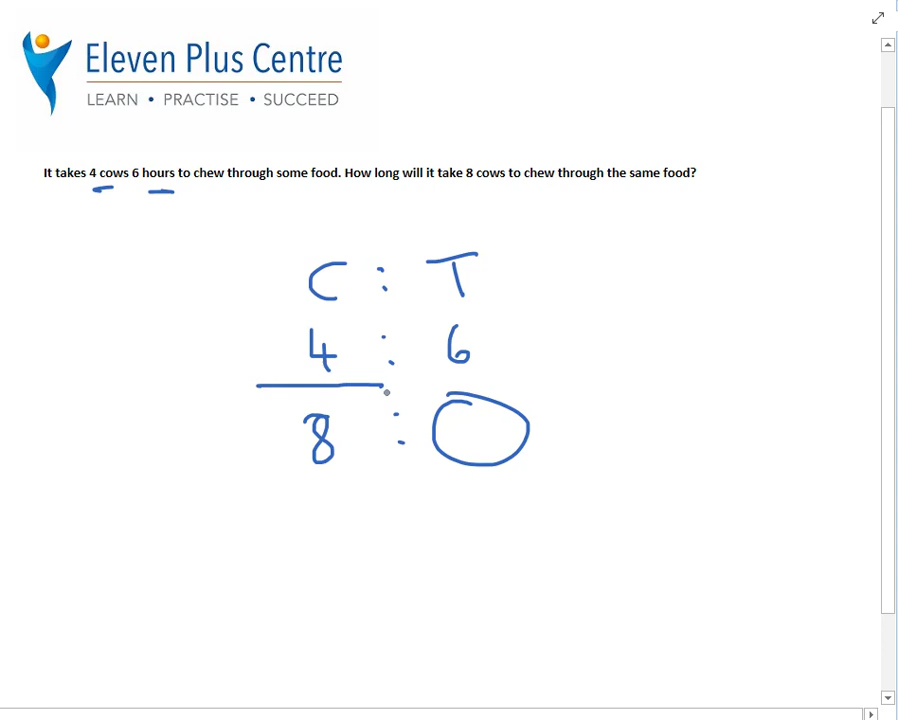 Eleven Plus Centre
LEARN • PRACTISE • SUCCEED
It takes 4 cows 6 hours to chew through some food. How long will it take 8 cows to chew through the same food?
C : T
4 : 6
8 :